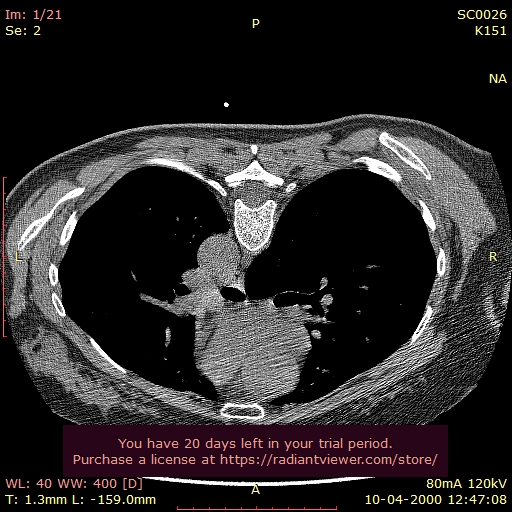 Im: 1/21
Se: 2
P
SC0026
K151
NA
L
R
You have 20 days left in your trial period.
Purchase a license at https://radiantviewer.com/store/
WL: 40 WW: 400 [D]
T: 1.3mm L: -159.0mm
A
80mA 120kV
10-04-2000 12:47:08